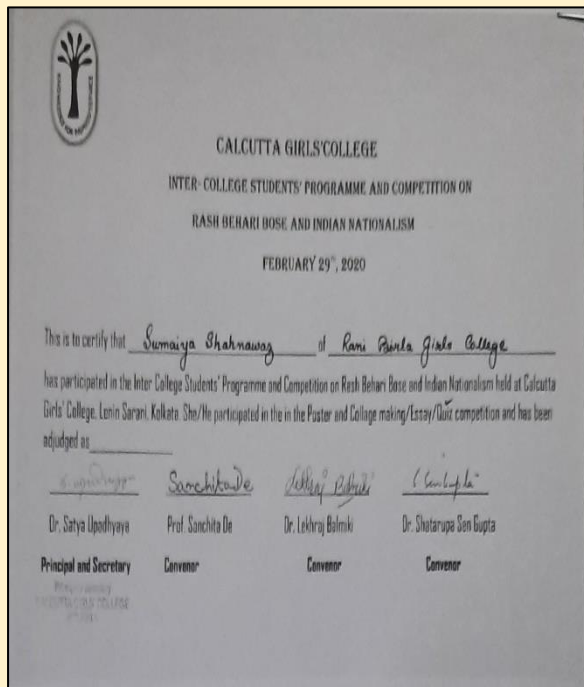 CALCUTTA GIRLS'COLLEGE
INTER- COLLEGE STUDENTS' PROGRAMME AND COMPETITION ON
RASH BEHARI BOSE AND INDIAN NATIONALISM
FEBRUARY 29th, 2020
This is to certify that Sumaiya Shahnawaz of Rani Birla Girls College
has participated in the Inter College Students' Programme and Competition on Rash Behari Bose and Indian Nationalism held at Calcutta
Girls' College, Lenin Sarani, Kolkata. She/He participated in the in the Poster and Collage making/Essay/Quiz competition and has been
adjudged as
Sanchita De
Dr. Satya Upadhyaya Prof. Sanchita De Dr. Lekhraj Balmiki Dr. Shatarupa Sen Gupta
Principal and Secretary Convenor Convenor Convenor